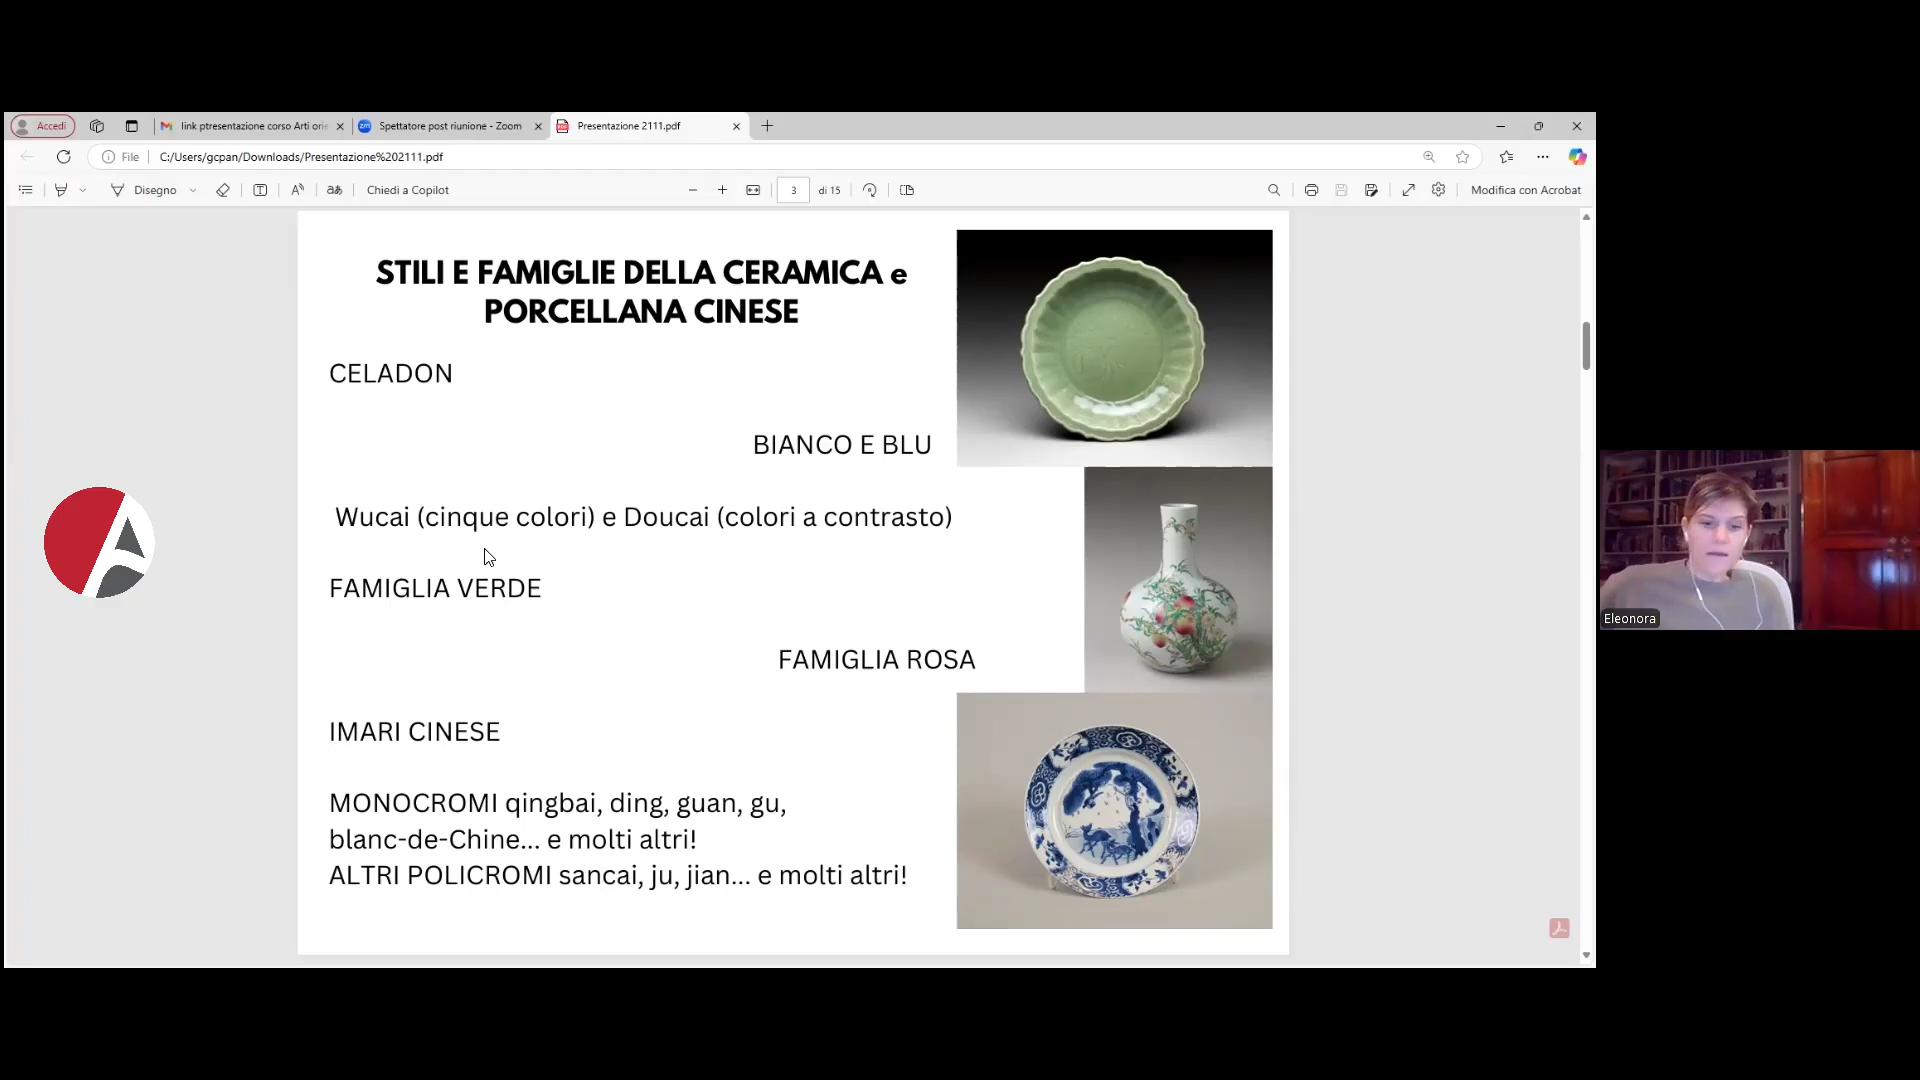 Accedi
link ptresentazione corso Arti orie
Spettatore post riunione - Zoom
Presentazione 2111.pdf
File
C:/Users/gcpan/Downloads/Presentazione%202111.pdf
Disegno
Chiedi a Copilot
3
di 15
Modifica con Acrobat
STILI E FAMIGLIE DELLA CERAMICA e
PORCELLANA CINESE
CELADON
BIANCO E BLU
Wucai (cinque colori) e Doucai (colori a contrasto)
FAMIGLIA VERDE
FAMIGLIA ROSA
IMARI CINESE
MONOCROMI qingbai, ding, guan, gu,
blanc-de-Chine... e molti altri!
ALTRI POLICROMI sancai, ju, jian... e molti altri!
Eleonora